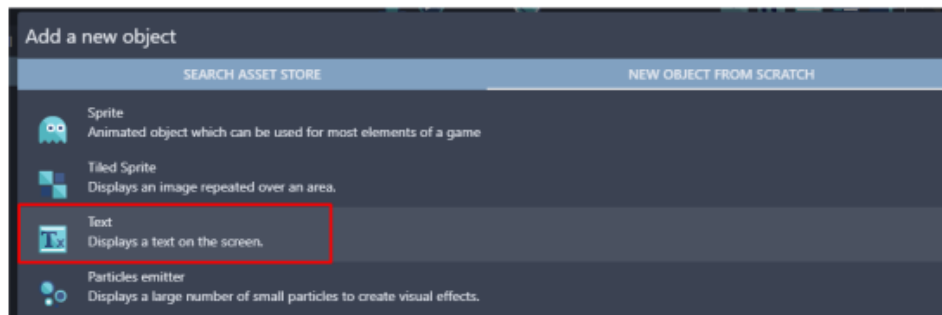 Add a new object
SEARCH ASSET STORE
NEW OBJECT FROM SCRATCH
Sprite
Animated object which can be used for most elements of a game
Tiled Sprite
Displays an image repeated over an area.
Text
Displays a text on the screen.
Particles emitter
Displays a large number of small particles to create visual effects.